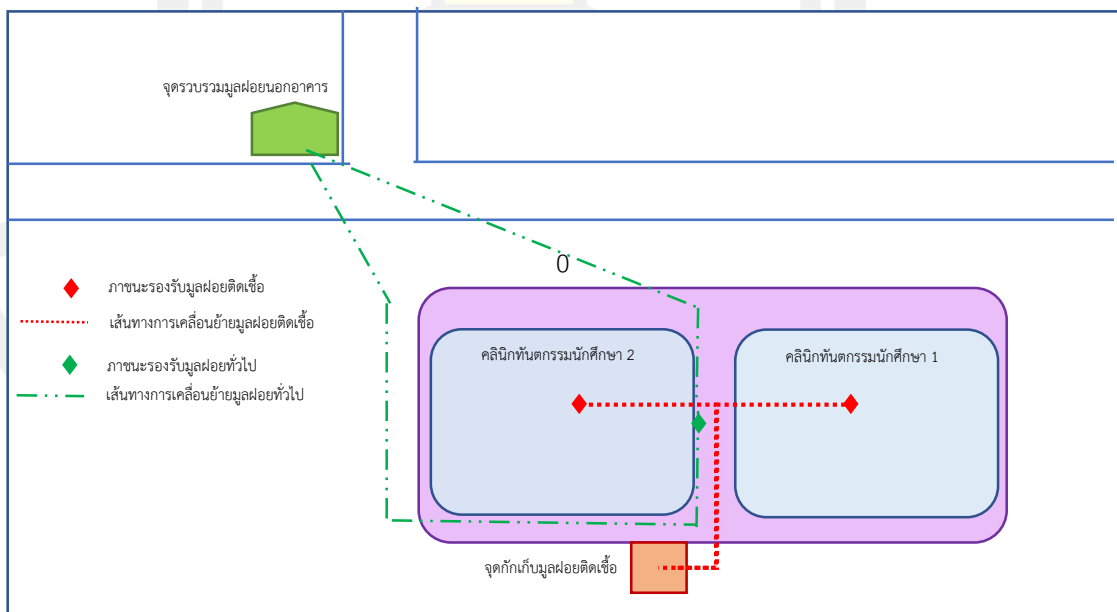 จุดรวบรวมมูลฝอยนอกอาคาร
0
ภาชนะรองรับมูลฝอยติดเชื้อ
เส้นทางการเคลื่อนย้ายมูลฝอยติดเชื้อ
ภาชนะรองรับมูลฝอยทั่วไป
เส้นทางการเคลื่อนย้ายมูลฝอยทั่วไป
คลินิกทันตกรรมนักศึกษา 2
คลินิกทันตกรรมนักศึกษา 1
จุดกักเก็บมูลฝอยติดเชื้อ